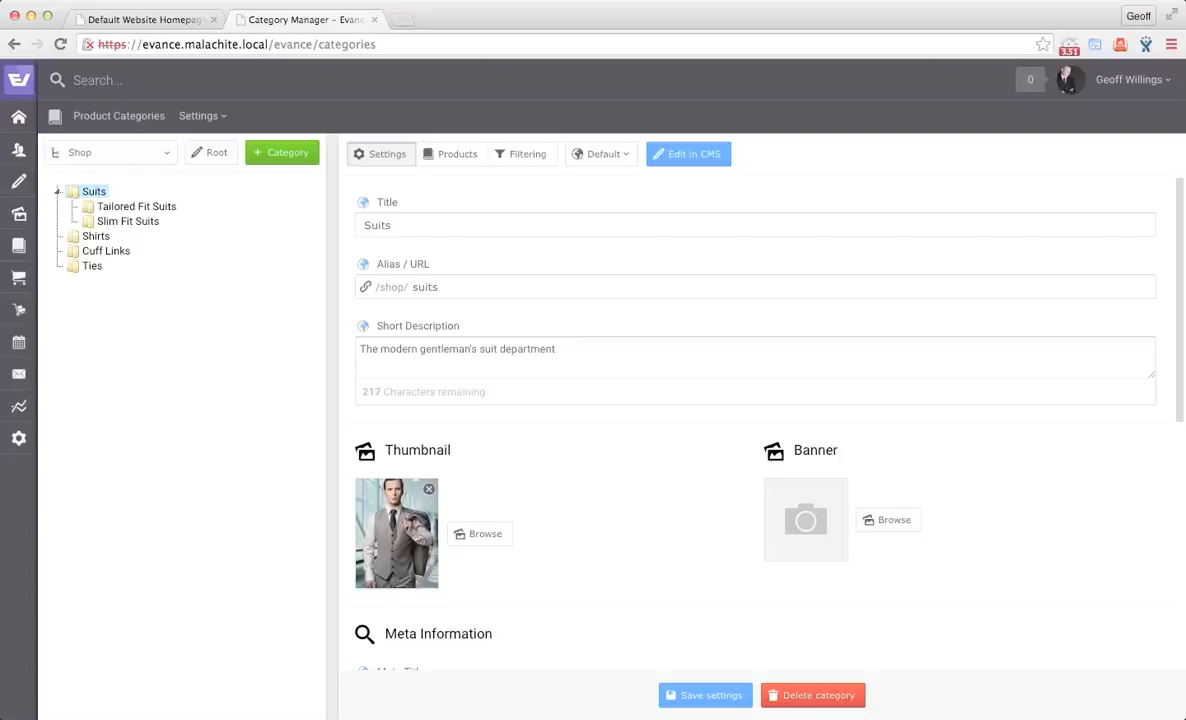 Default Website Homepag
Category Manager – Evan
Geoff
https://evance.malachite.local/evance/categories
3.51
Search...
0
Geoff Willings
Product Categories
Settings
Shop
Root
+ Category
Settings
Products
Filtering
Default
Edit in CMS
Suits
Tailored Fit Suits
Slim Fit Suits
Shirts
Cuff Links
Ties
Title
Suits
Alias / URL
/shop/ suits
Short Description
The modern gentleman's suit department
217 Characters remaining
Thumbnail
Browse
Banner
Browse
Meta Information
Save settings
Delete category